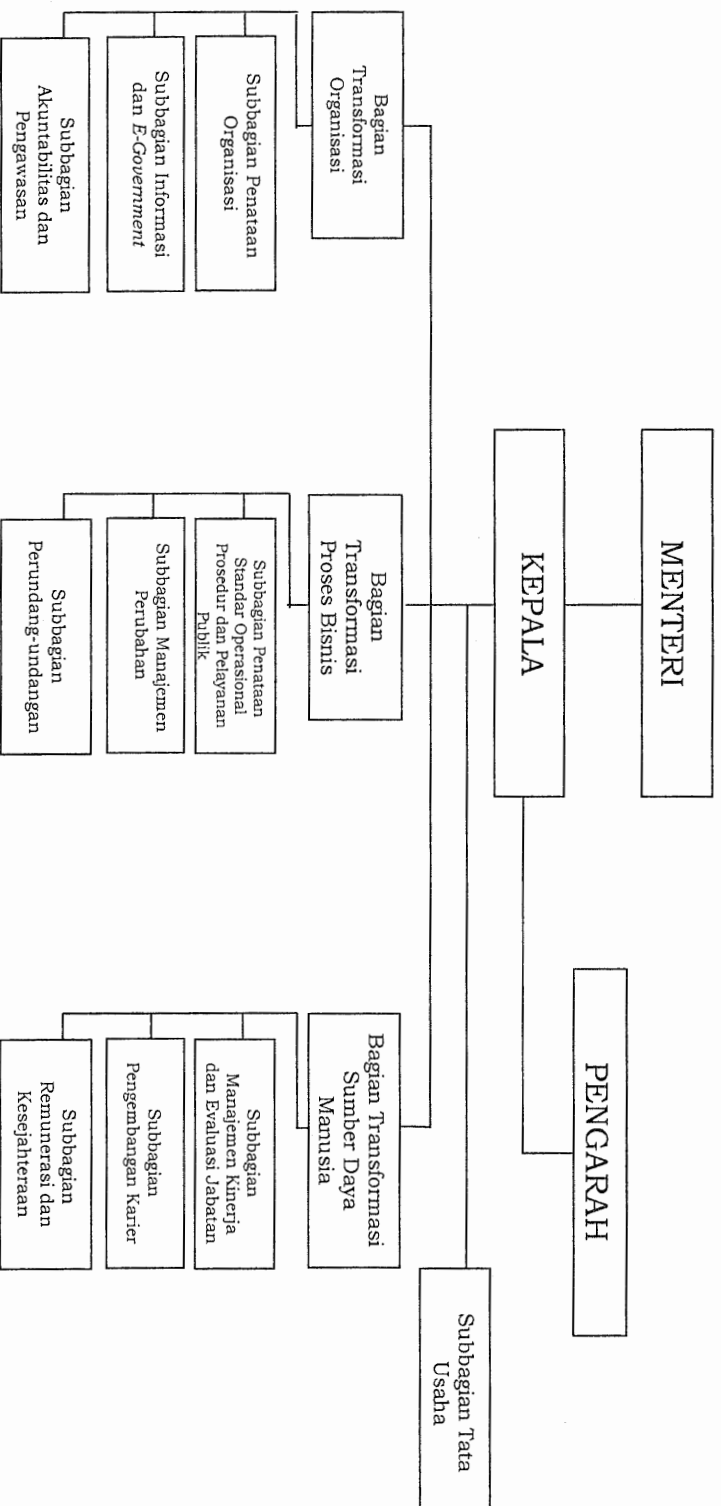 MENTERI
PENGARAH
KEPALA
Subbagian Tata
Usaha
Bagian
Transformasi
Organisasi
Subbagian Penataan
Organisasi
Subbagian Informasi
dan E-Government
Subbagian
Akuntabilitas dan
Pengawasan
Bagian
Transformasi
Proses Bisnis
Subbagian Penataan
Standar Operasional
Prosedur dan Pelayanan
Publik
Subbagian Manajemen
Perubahan
Subbagian
Perundang-undangan
Bagian Transformasi
Sumber Daya
Manusia
Subbagian
Manajemen Kinerja
dan Evaluasi Jabatan
Subbagian
Pengembangan Karier
Subbagian
Remunerasi dan
Kesejahteraan